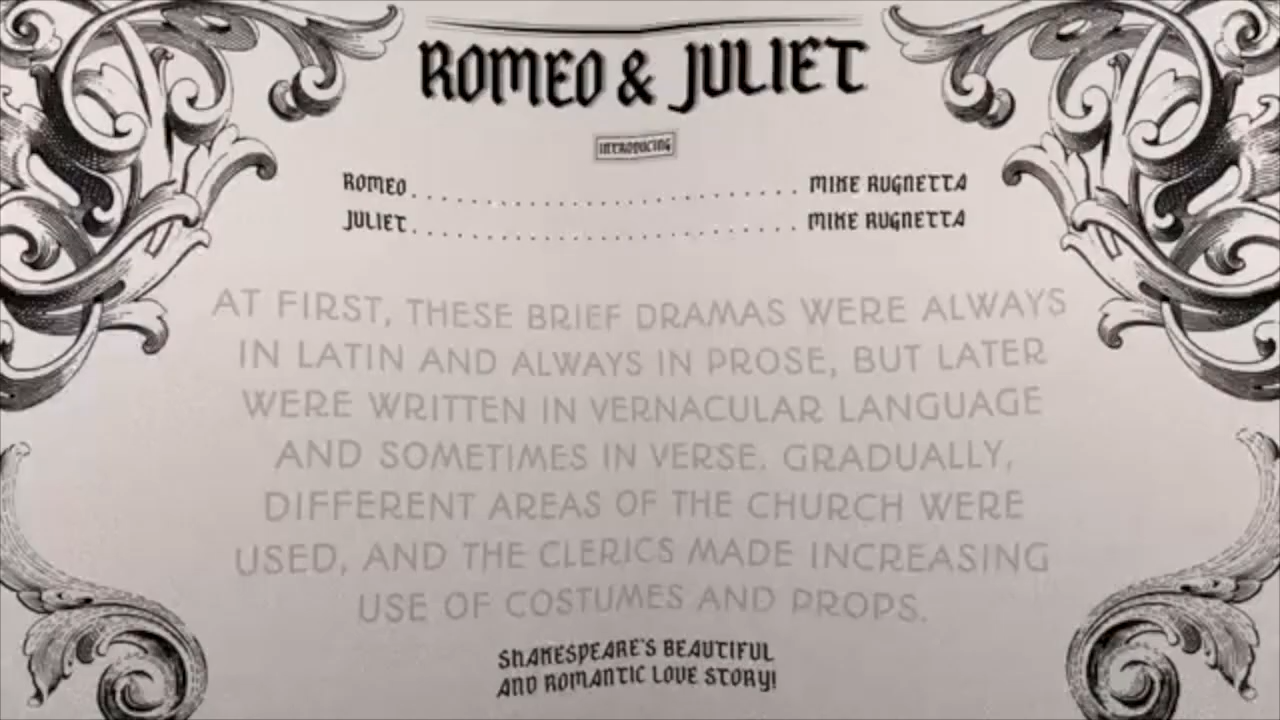 ROMEO & JULIET
INTRODUCING
ROMEO. . . . . . . . . . . . . . . . . . . . . . . . . . . . . . . MIKE RUGNETTA
JULIET. . . . . . . . . . . . . . . . . . . . . . . . . . . . . . . MIKE RUGNETTA
AT FIRST, THESE BRIEF DRAMAS WERE ALWAYS
IN LATIN AND ALWAYS IN PROSE, BUT LATER
WERE WRITTEN IN VERNACULAR LANGUAGE
AND SOMETIMES IN VERSE. GRADUALLY,
DIFFERENT AREAS OF THE CHURCH WERE
USED, AND THE CLERICS MADE INCREASING
USE OF COSTUMES AND PROPS.
SHAKESPEARE'S BEAUTIFUL
AND ROMANTIC LOVE STORY!